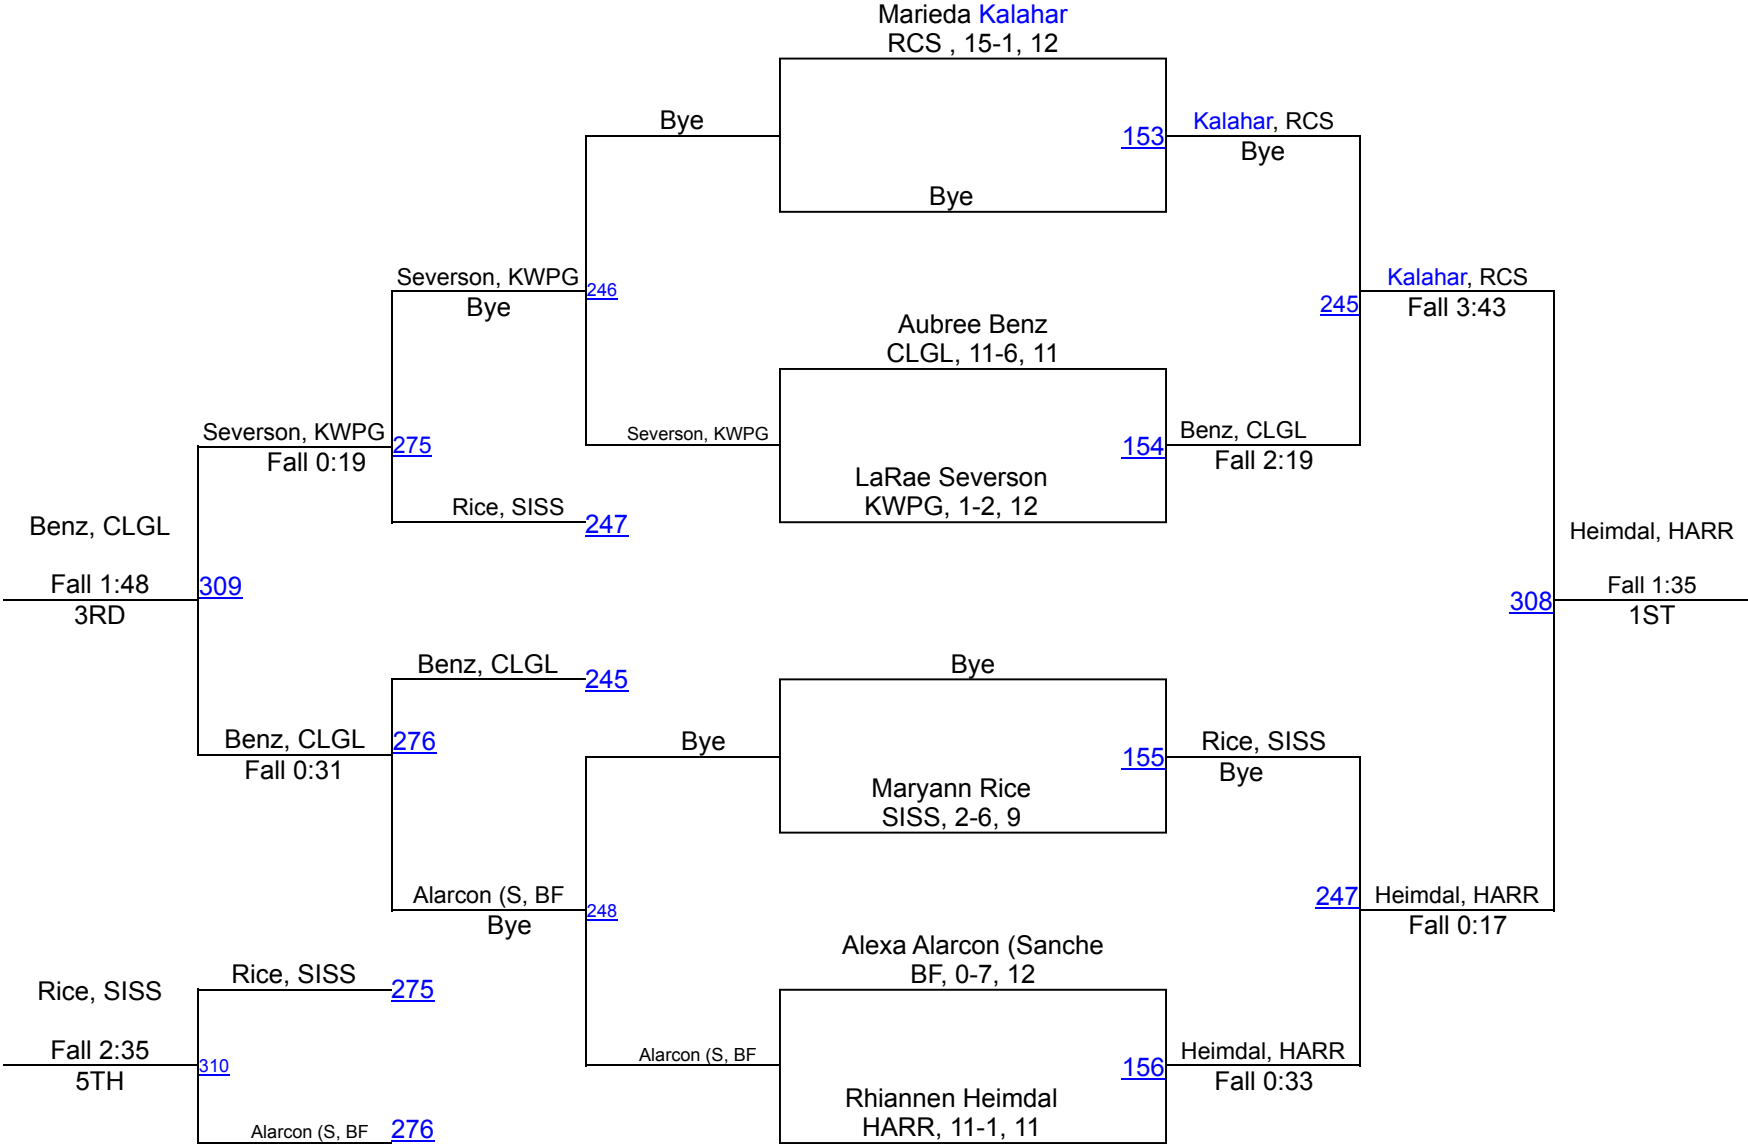 Marieda Kalahar
RCS , 15-1, 12
Bye
153
Kalahar, RCS
Bye
Bye
Severson, KWPG
Bye
246
Kalahar, RCS
Fall 3:43
245
Aubree Benz
CLGL, 11-6, 11
Severson, KWPG
Fall 0:19
275
Severson, KWPG
154
Benz, CLGL
Fall 2:19
LaRae Severson
KWPG, 1-2, 12
Rice, SISS
247
Benz, CLGL
Fall 1:48
3RD
309
Heimdal, HARR
Fall 1:35
1ST
308
Benz, CLGL
245
Bye
Benz, CLGL
Fall 0:31
276
Bye
155
Rice, SISS
Bye
Maryann Rice
SISS, 2-6, 9
Alarcon (S, BF
Bye
248
247
Heimdal, HARR
Fall 0:17
Alexa Alarcon (Sanche
BF, 0-7, 12
Rice, SISS
Fall 2:35
5TH
Rice, SISS
275
310
Alarcon (S, BF
276
Alarcon (S, BF
156
Heimdal, HARR
Fall 0:33
Rhiannen Heimdal
HARR, 11-1, 11